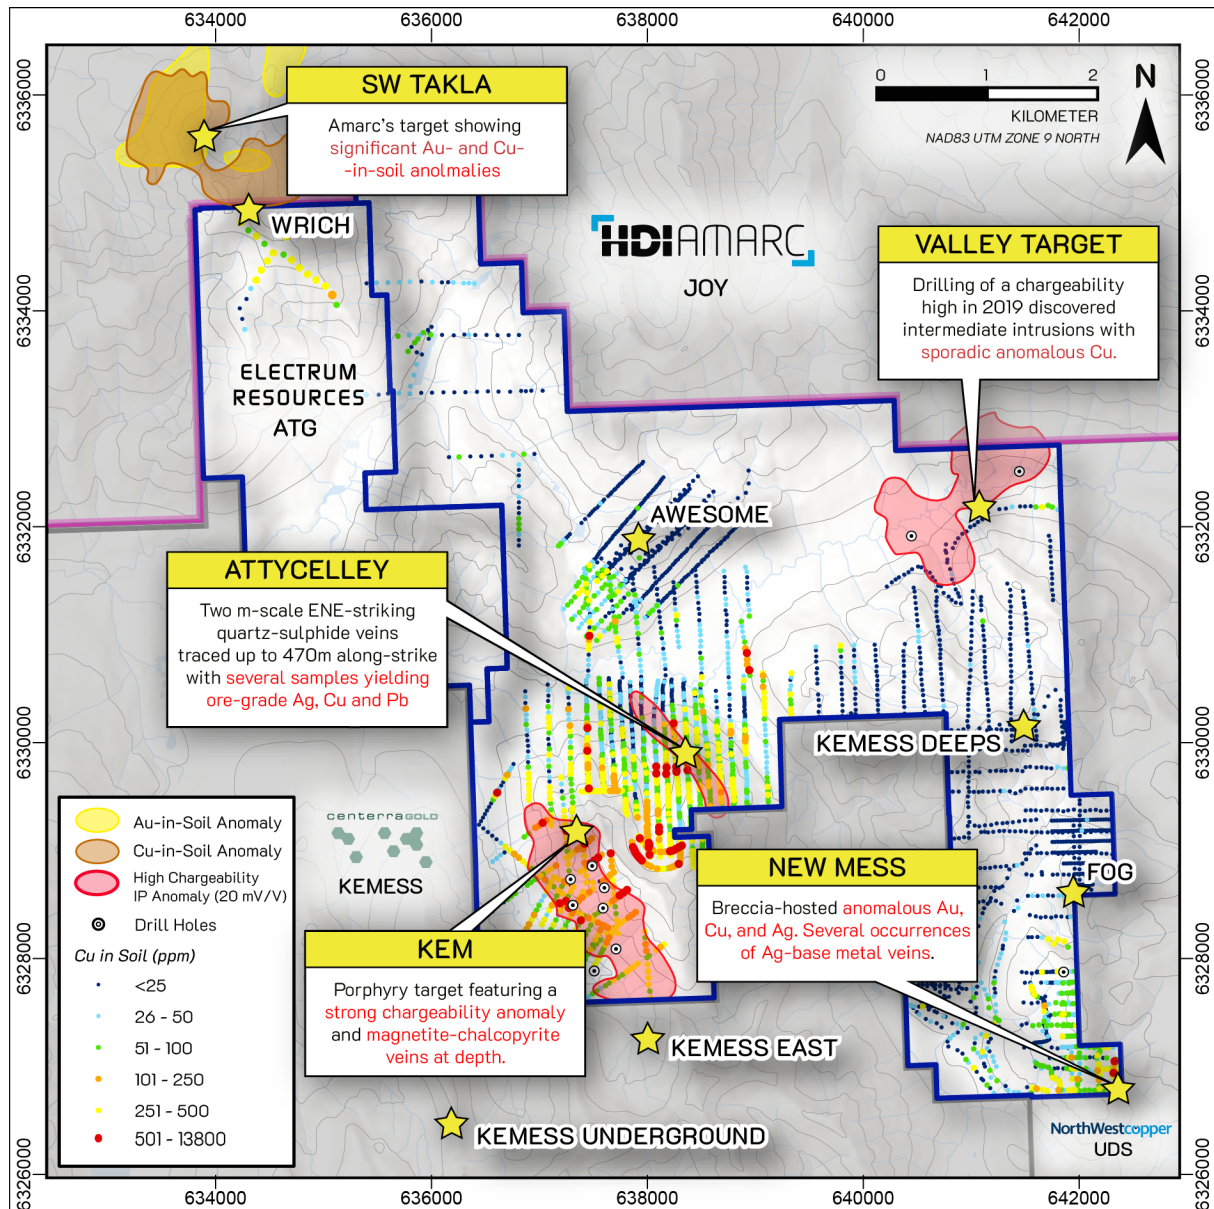 634000
636000
638000
640000
642000
6336000
6336000
SW TAKLA
Amarc's target showing
significant Au- and Cu-
-in-soil anolmalies
0
1
2
KILOMETER
NAD83 UTM ZONE 9 NORTH
N
WRICH
HDI AMARC
JOY
VALLEY TARGET
Drilling of a chargeability
high in 2019 discovered
intermediate intrusions with
sporadic anomalous Cu.
6334000
6334000
ELECTRUM
RESOURCES
ATG
AWESOME
6332000
6332000
ATTYCELLEY
Two m-scale ENE-striking
quartz-sulphide veins
traced up to 470m along-strike
with several samples yielding
ore-grade Ag, Cu and Pb
KEMESS DEEPS
6330000
6330000
Au-in-Soil Anomaly
Cu-in-Soil Anomaly
High Chargeability
IP Anomaly (20 mV/V)
Drill Holes
Cu in Soil (ppm)
<25
26 - 50
51 - 100
101 - 250
251 - 500
501 - 13800
centerraGOLD
KEMESS
NEW MESS
Breccia-hosted anomalous Au,
Cu, and Ag. Several occurrences
of Ag-base metal veins.
FOG
KEM
Porphyry target featuring a
strong chargeability anomaly
and magnetite-chalcopyrite
veins at depth.
6328000
6328000
KEMESS EAST
KEMESS UNDERGROUND
NorthWestcopper
UDS
6326000
6326000
634000
636000
638000
640000
642000